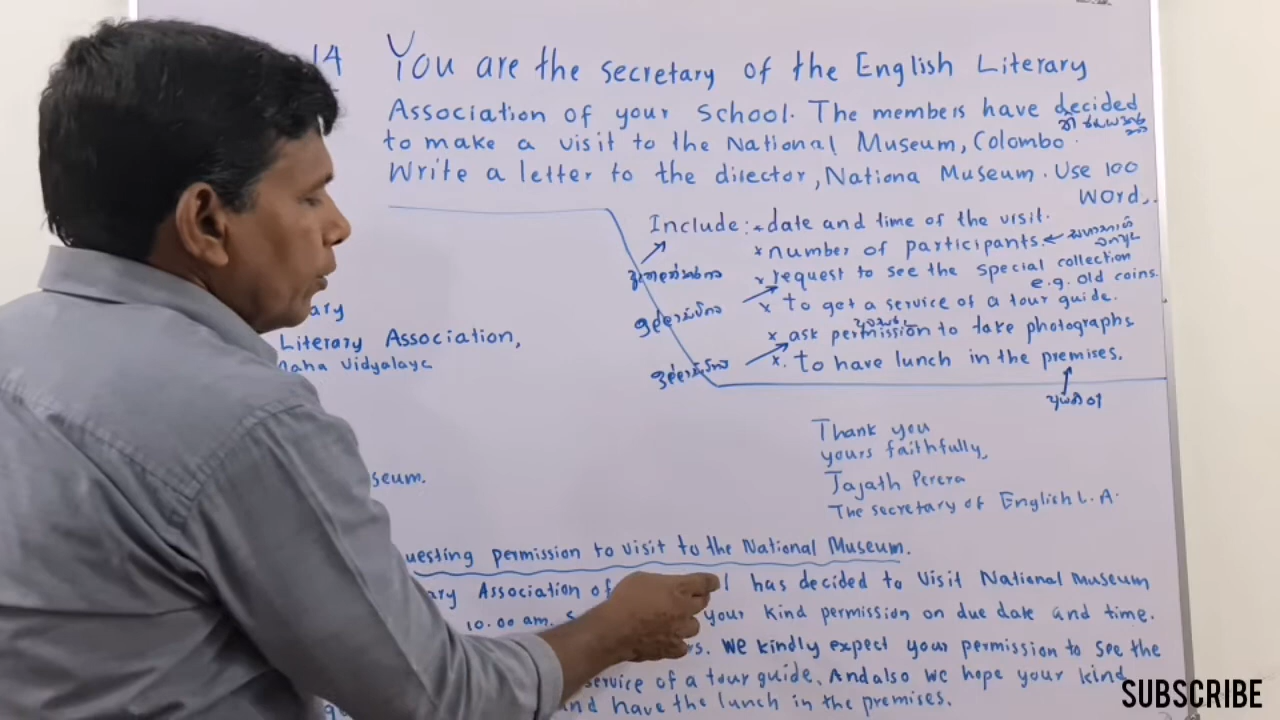 14 You are the secretary of the English Literary
Association of your School. The members have decided
to make a visit to the National Museum, Colombo
Write a letter to the director, Nationa Museum. Use 100
Word..
Include: * date and time of the visit.
* number of participants.
* request to see the special collection
e.g. old coins.
* to get a service of a tour guide.
* ask permission to take photographs
* to have lunch in the premises.
ary
Literary Association,
Maha Vidyalaya
seum.
Thank you
yours faithfully,
Jajath Perera
The secretary of English L.A.
uesting permission to visit to the National Museum.
ary Association of l has decided to visit National Museum
10.00 am. your kind permission on due date and time.
rs. We kindly expect your permission to see the
service of a tour guide. And also we hope your kind
nd have the lunch in the premises.
SUBSCRIBE